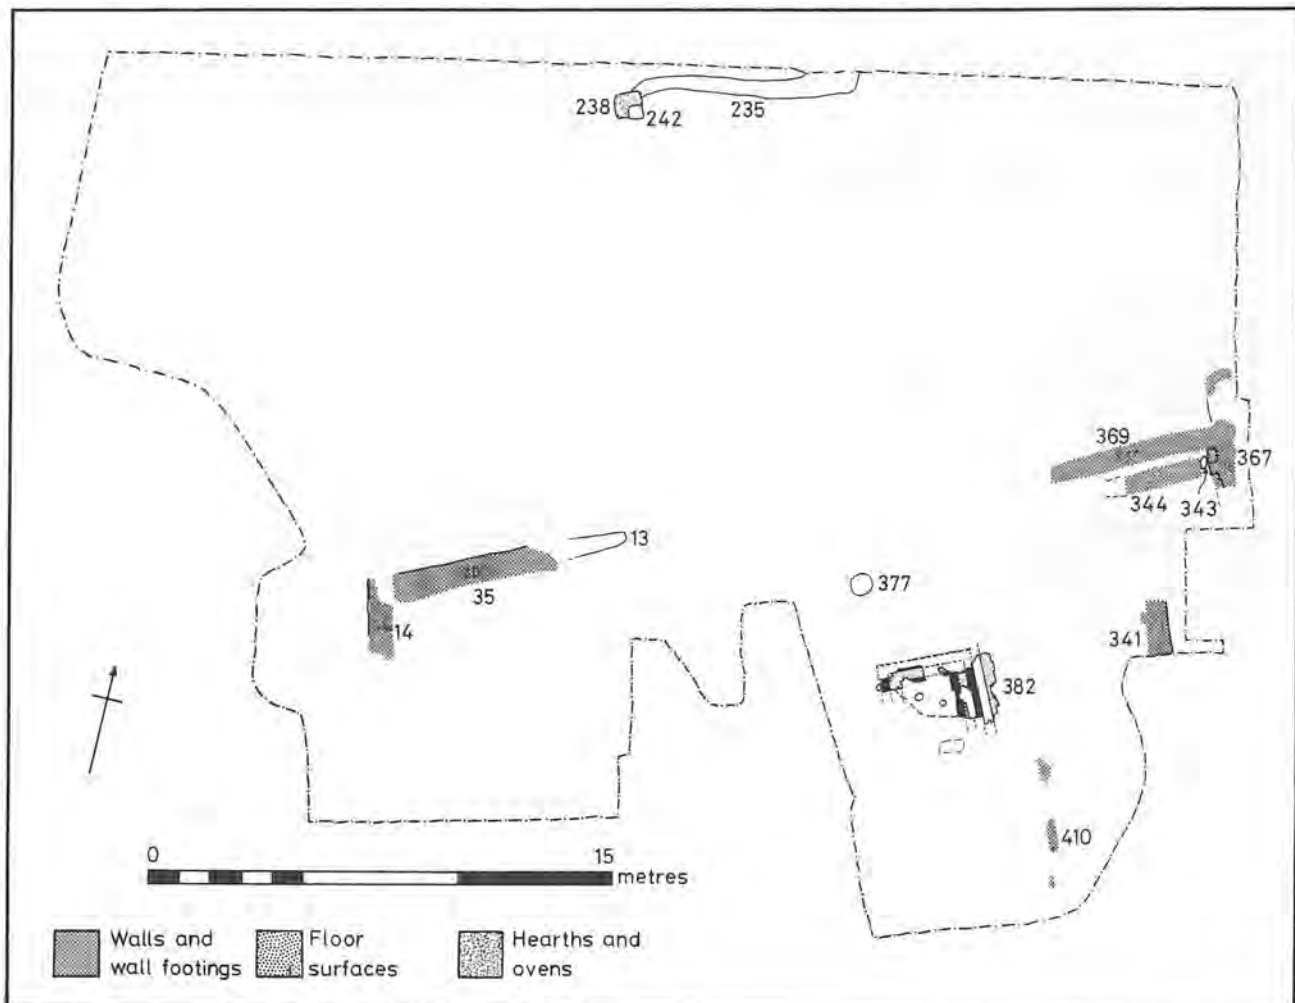 238
242
235
369
367
344
343
13
35
14
377
341
382
410
0 15
metres
Walls and
wall footings
Floor
surfaces
Hearths and
ovens